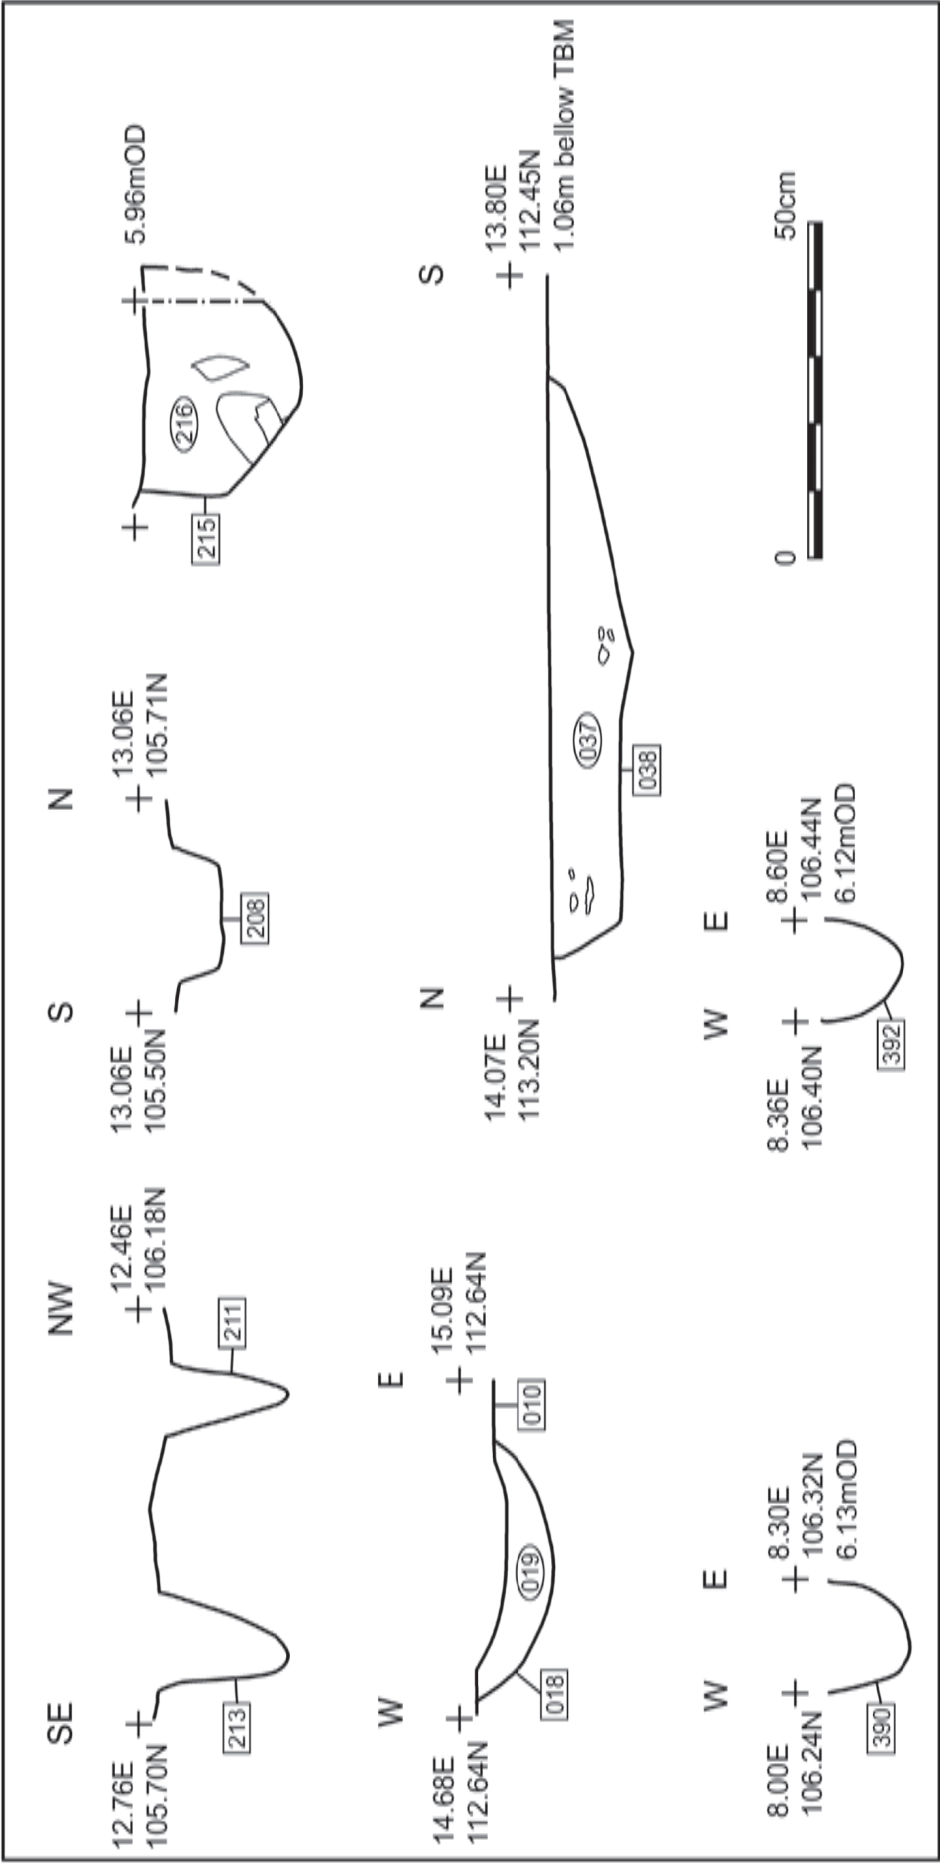 SE
NW
12.76E
105.70N
12.46E
106.18N
213
211
S
N
13.06E
105.50N
13.06E
105.71N
208
5.96mOD
216
215
W
E
14.68E
112.64N
15.09E
112.64N
019
018
010
N
S
14.07E
113.20N
13.80E
112.45N
1.06m bellow TBM
037
038
W
E
8.00E
106.24N
8.30E
106.32N
6.13mOD
390
W
E
8.36E
106.40N
8.60E
106.44N
6.12mOD
392
0
50cm